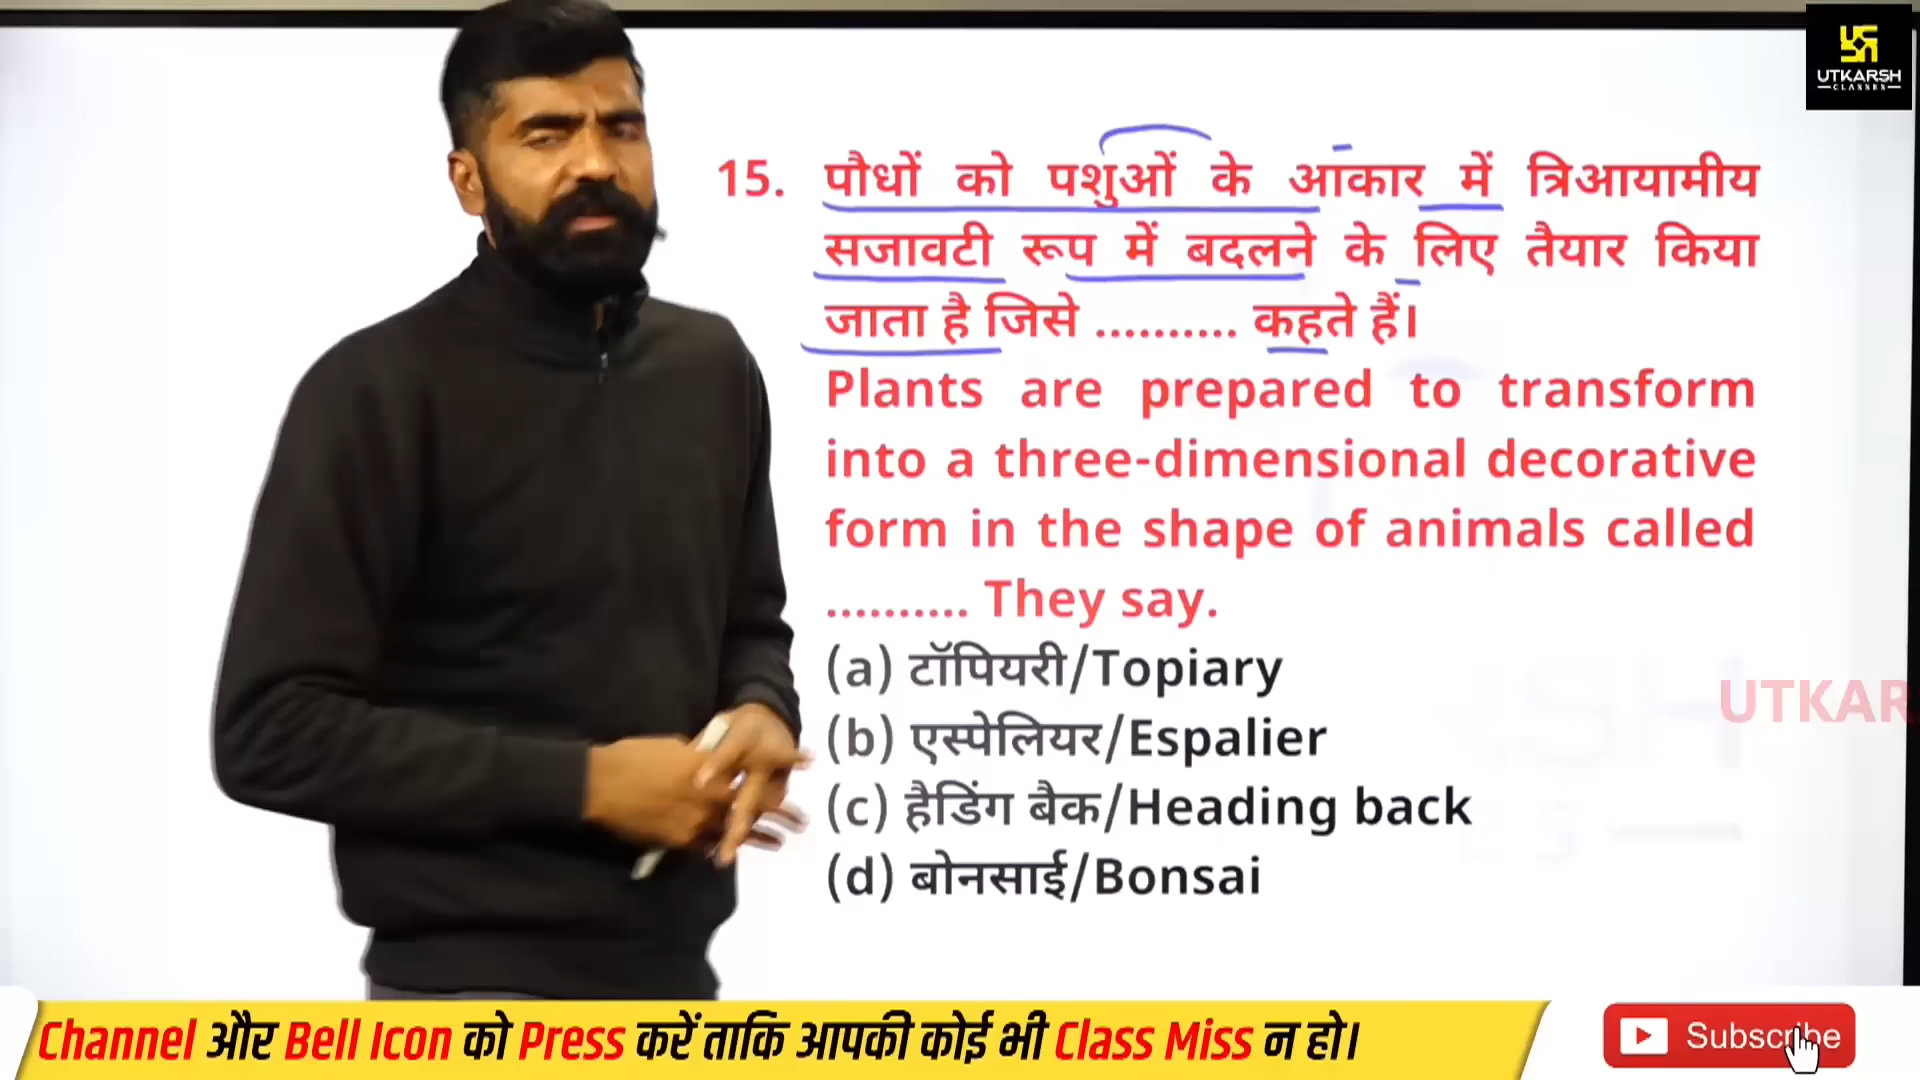 UTKARSH
CLASSES
15. पौधों को पशुओं के आकार में त्रिआयामीय
सजावटी रूप में बदलने के लिए तैयार किया
जाता है जिसे .......... कहते हैं।
Plants are prepared to transform
into a three-dimensional decorative
form in the shape of animals called
.......... They say.
(a) टॉपियरी/Topiary
(b) एस्पेलियर/Espalier
(c) हैडिंग बैक/Heading back
(d) बोनसाई/Bonsai
UTKAR
Channel और Bell Icon को Press करें ताकि आपकी कोई भी Class Miss न हो।
Subscribe